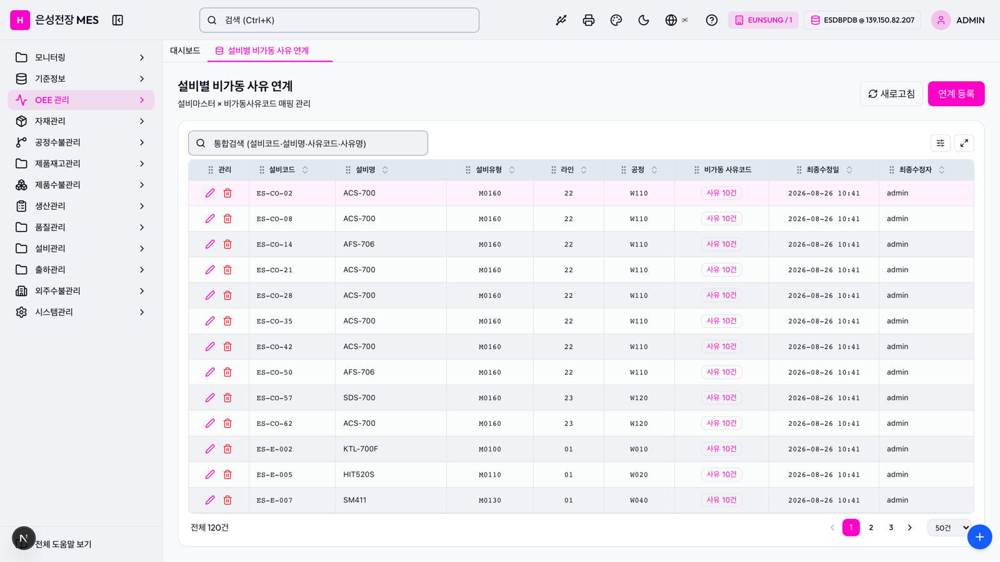 H 은성전장 MES
검색 (Ctrl+K)
EUNSUNG / 1
ESDBPDB @ 139.150.82.207
ADMIN
모니터링
기준정보
OEE 관리
자재관리
공정수불관리
제품재고관리
제품수불관리
생산관리
품질관리
설비관리
출하관리
외주수불관리
시스템관리
N 전체 도움말 보기
대시보드 설비별 비가동 사유 연계
설비별 비가동 사유 연계
설비마스터 × 비가동사유코드 매핑 관리
새로고침 연계 등록
통합검색 (설비코드·설비명·사유코드·사유명)
관리 설비코드 설비명 설비유형 라인 공정 비가동 사유코드 최종수정일 최종수정자
ES-CO-02 ACS-700 M0160 22 W110 사유 10건 2026-08-26 10:41 admin
ES-CO-08 ACS-700 M0160 22 W110 사유 10건 2026-08-26 10:41 admin
ES-CO-14 AFS-706 M0160 22 W110 사유 10건 2026-08-26 10:41 admin
ES-CO-21 ACS-700 M0160 22 W110 사유 10건 2026-08-26 10:41 admin
ES-CO-28 ACS-700 M0160 22 W110 사유 10건 2026-08-26 10:41 admin
ES-CO-35 ACS-700 M0160 22 W110 사유 10건 2026-08-26 10:41 admin
ES-CO-42 ACS-700 M0160 22 W110 사유 10건 2026-08-26 10:41 admin
ES-CO-50 AFS-706 M0160 22 W110 사유 10건 2026-08-26 10:41 admin
ES-CO-57 SDS-700 M0160 23 W120 사유 10건 2026-08-26 10:41 admin
ES-CO-62 ACS-700 M0160 23 W120 사유 10건 2026-08-26 10:41 admin
ES-E-002 KTL-700F M0100 01 W010 사유 10건 2026-08-26 10:41 admin
ES-E-005 HIT520S M0110 01 W020 사유 10건 2026-08-26 10:41 admin
ES-E-007 SM411 M0130 01 W040 사유 10건 2026-08-26 10:41 admin
전체 120건
1 2 3
50건